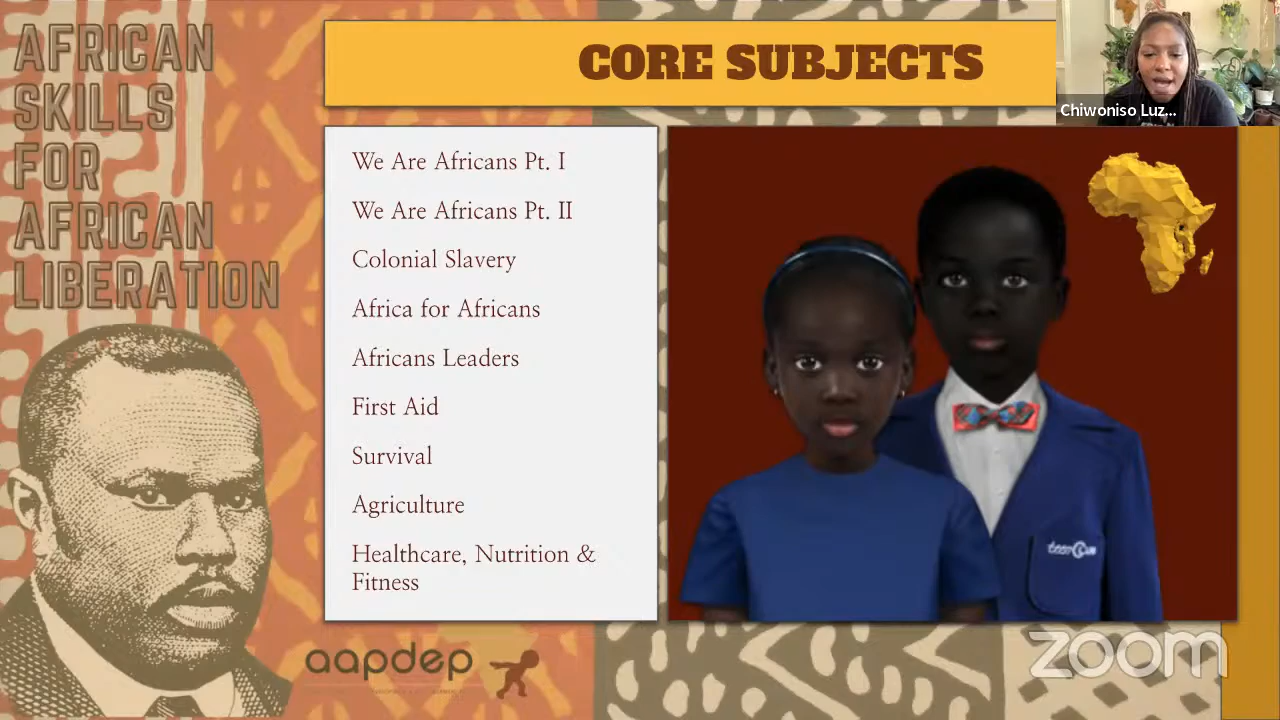 AFRICAN
SKILLS
FOR
AFRICAN
LIBERATION
CORE SUBJECTS
Chiwoniso Luz...
We Are Africans Pt. I
We Are Africans Pt. II
Colonial Slavery
Africa for Africans
Africans Leaders
First Aid
Survival
Agriculture
Healthcare, Nutrition &
Fitness
aapdep
zoom